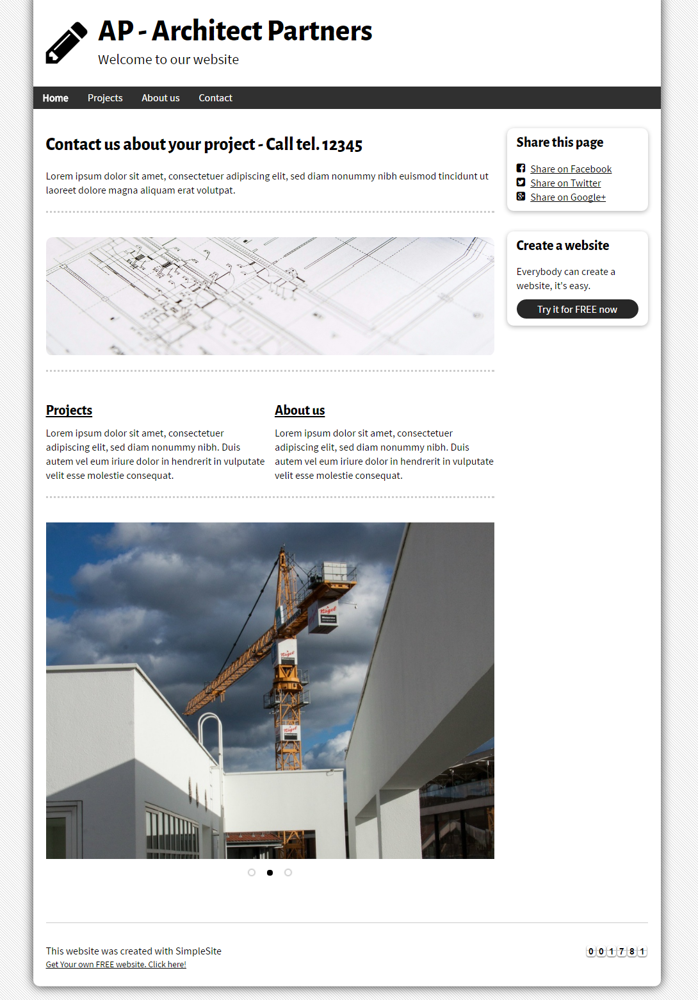 AP - Architect Partners
Welcome to our website
Home Projects About us Contact
Contact us about your project - Call tel. 12345
Lorem ipsum dolor sit amet, consectetuer adipiscing elit, sed diam nonummy nibh euismod tincidunt ut
laoreet dolore magna aliquam erat volutpat.
Share this page
Share on Facebook
Share on Twitter
Share on Google+
Create a website
Everybody can create a
website, it's easy.
Try it for FREE now
Projects
Lorem ipsum dolor sit amet, consectetuer
adipiscing elit, sed diam nonummy nibh. Duis
autem vel eum iriure dolor in hendrerit in vulputate
velit esse molestie consequat.
About us
Lorem ipsum dolor sit amet, consectetuer
adipiscing elit, sed diam nonummy nibh. Duis
autem vel eum iriure dolor in hendrerit in vulputate
velit esse molestie consequat.
Nagel
Nagel
Nagel
This website was created with SimpleSite
Get Your own FREE website. Click here!
001781